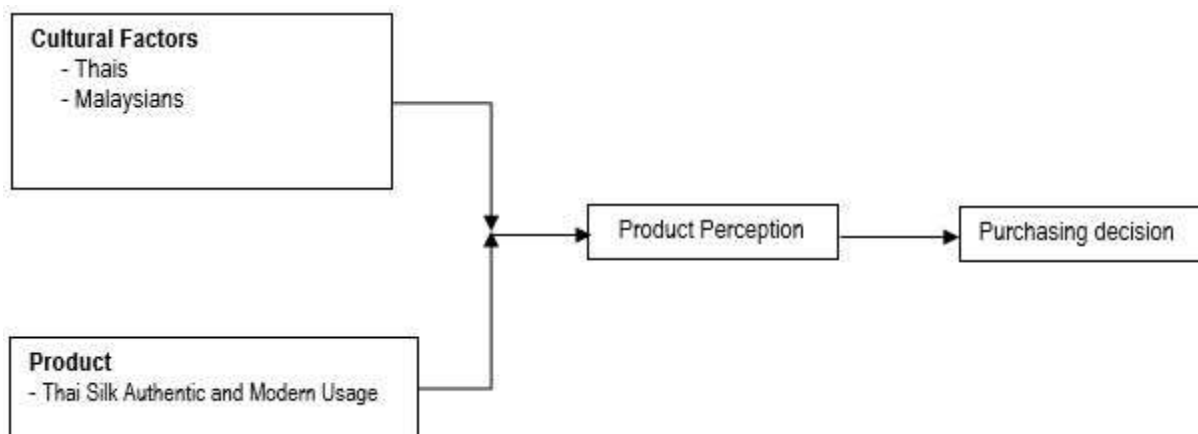 Cultural Factors
- Thais
- Malaysians
Product Perception
Purchasing decision
Product
- Thai Silk Authentic and Modern Usage